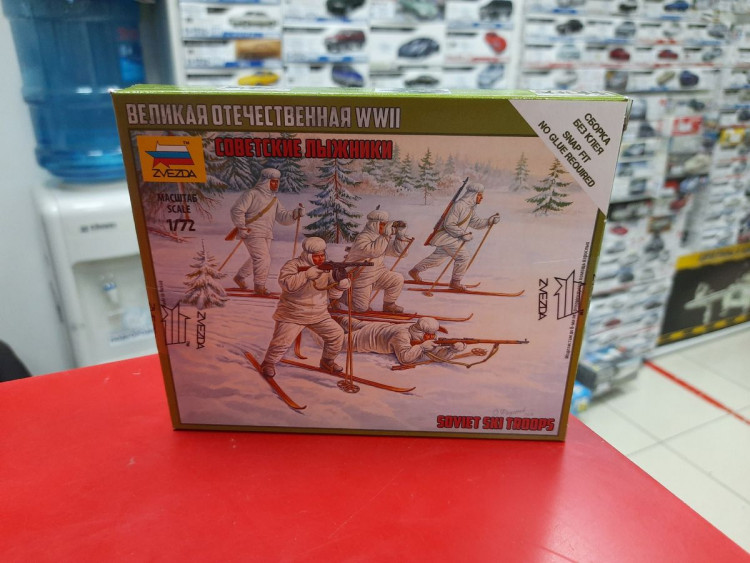 ВЕЛИКАЯ ОТЕЧЕСТВЕННАЯ WWII
СОВЕТСКИЕ ЛЫЖНИКИ
ZVEZDA
МАСШТАБ
SCALE
1/72
СБОРКА
БЕЗ КЛЕЯ
SNAP FIT
NO GLUE REQUIRED
ZVEZDA
ZVEZDA
SOVIET SKI TROOPS